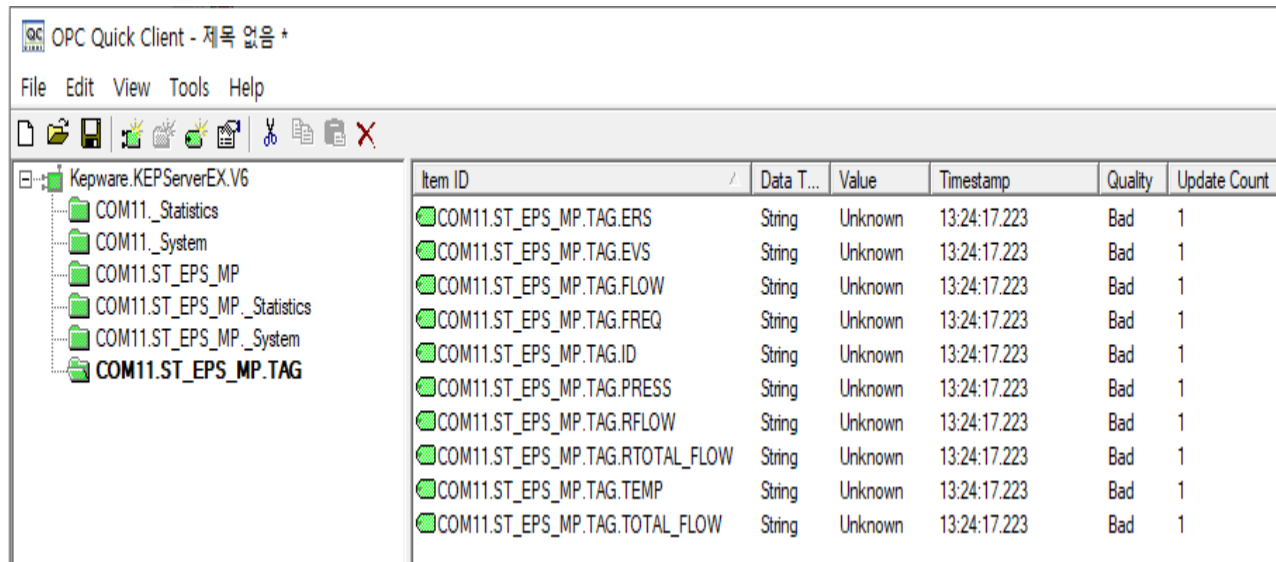 OPC Quick Client - 제목 없음 *
File Edit View Tools Help
Kepware.KEPServerEX.V6
COM11._Statistics
COM11._System
COM11.ST_EPS_MP
COM11.ST_EPS_MP._Statistics
COM11.ST_EPS_MP._System
COM11.ST_EPS_MP.TAG
Item ID Data T... Value Timestamp Quality Update Count
COM11.ST_EPS_MP.TAG.ERS String Unknown 13:24:17.223 Bad 1
COM11.ST_EPS_MP.TAG.EVS String Unknown 13:24:17.223 Bad 1
COM11.ST_EPS_MP.TAG.FLOW String Unknown 13:24:17.223 Bad 1
COM11.ST_EPS_MP.TAG.FREQ String Unknown 13:24:17.223 Bad 1
COM11.ST_EPS_MP.TAG.ID String Unknown 13:24:17.223 Bad 1
COM11.ST_EPS_MP.TAG.PRESS String Unknown 13:24:17.223 Bad 1
COM11.ST_EPS_MP.TAG.RFLOW String Unknown 13:24:17.223 Bad 1
COM11.ST_EPS_MP.TAG.RTOTAL_FLOW String Unknown 13:24:17.223 Bad 1
COM11.ST_EPS_MP.TAG.TEMP String Unknown 13:24:17.223 Bad 1
COM11.ST_EPS_MP.TAG.TOTAL_FLOW String Unknown 13:24:17.223 Bad 1